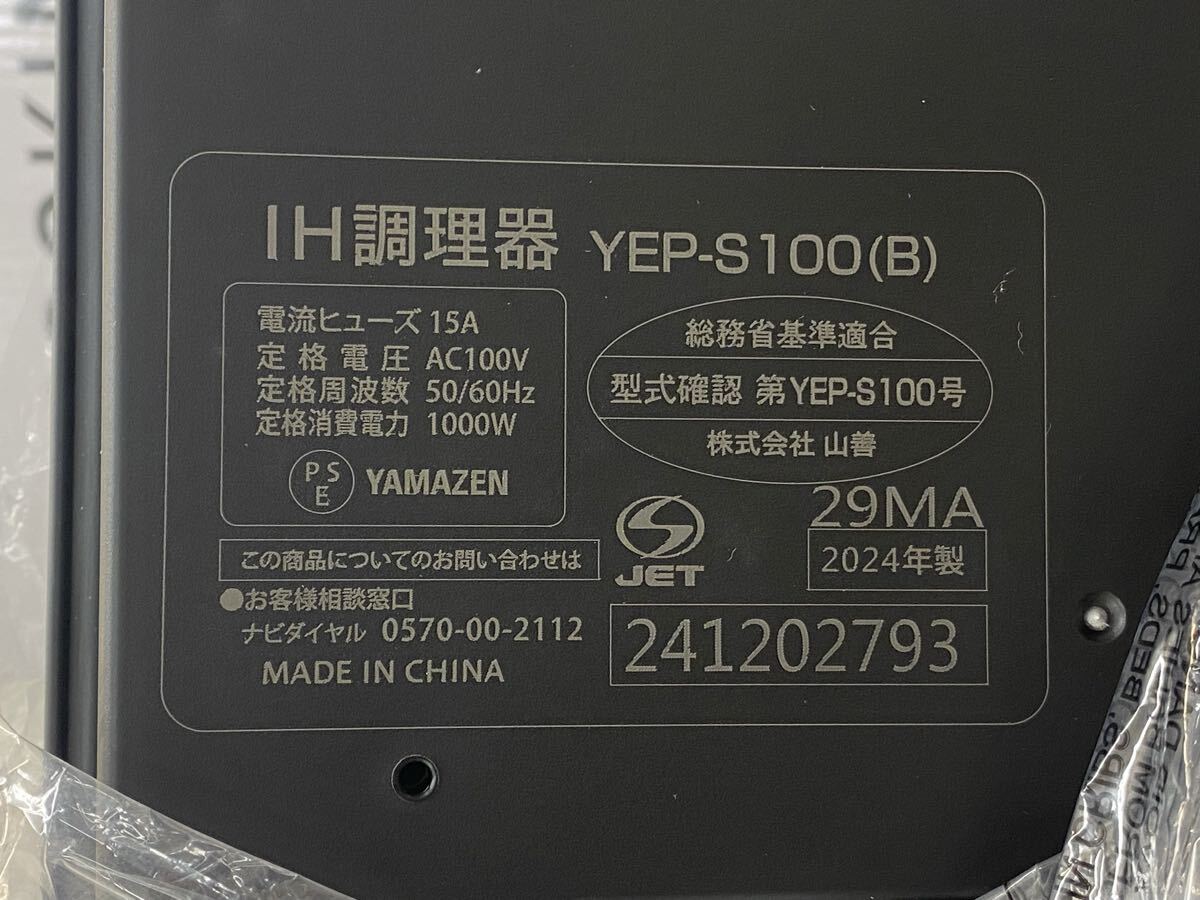 IH調理器 YEP-S100(B)
電流ヒューズ 15A
定格電圧 AC100V
定格周波数 50/60Hz
定格消費電力 1000W
PSE YAMAZEN
総務省基準適合
型式確認 第YEP-S100号
株式会社 山善
JET
29MA
2024年製
この商品についてのお問い合わせは
●お客様相談窓口
ナビダイヤル 0570-00-2112
MADE IN CHINA
241202793